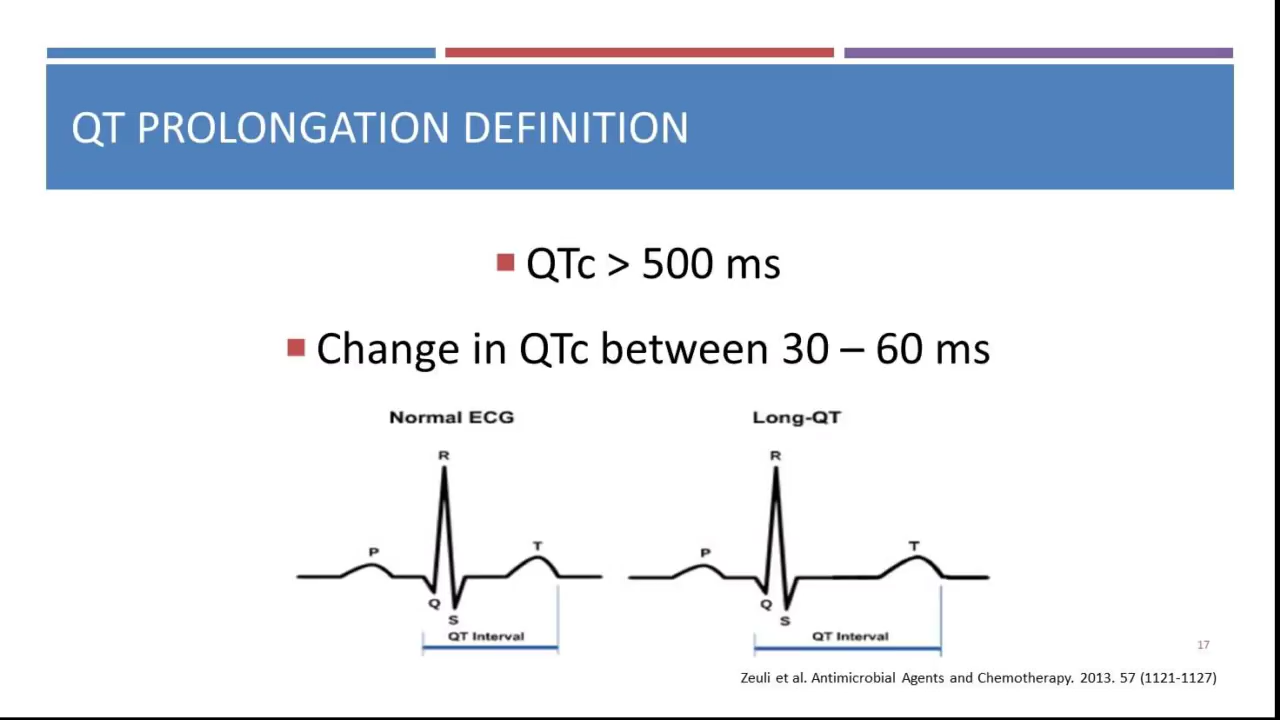 QT PROLONGATION DEFINITION
QTc > 500 ms
Change in QTc between 30 – 60 ms
Normal ECG
Long-QT
R
R
P
T
P
T
Q
S
Q
S
QT Interval
QT Interval
17
Zeuli et al. Antimicrobial Agents and Chemotherapy. 2013. 57 (1121-1127)